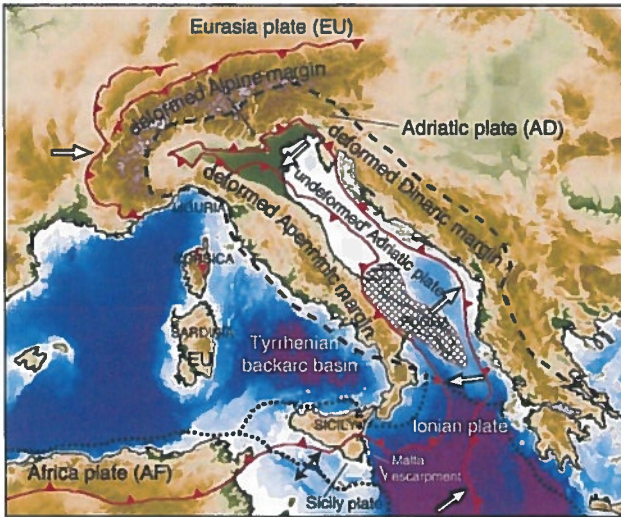 Eurasia plate (EU)
deformed Alpine margin
Adriatic plate (AD)
deformed Dinaric margin
undeformed Adriatic plate
deformed Apenninic margin
LIGURIA
CORSICA
SARDINIA
EU
Tyrrhenian
backarc basin
SICILY
Ionian plate
Malta
escarpment
Africa plate (AF)
Sicily plate